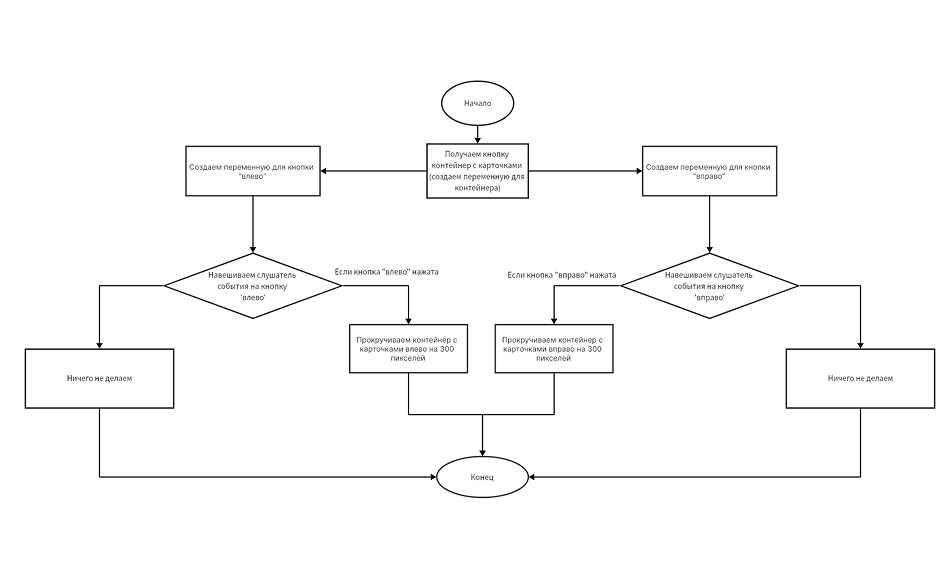 Начало
Получаем кнопку
контейнер с карточками
(создаем переменную для
контейнера)
Создаем переменную для кнопки
"влево"
Создаем переменную для кнопки
"вправо"
Навешиваем слушатель
события на кнопку
'влево'
Если кнопка "влево" нажата
Если кнопка "вправо" нажата
Навешиваем слушатель
события на кнопку
'вправо'
Ничего не делаем
Прокручиваем контейнер с
карточками влево на 300
пикселей
Прокручиваем контейнер с
карточками вправо на 300
пикселей
Ничего не делаем
Конец